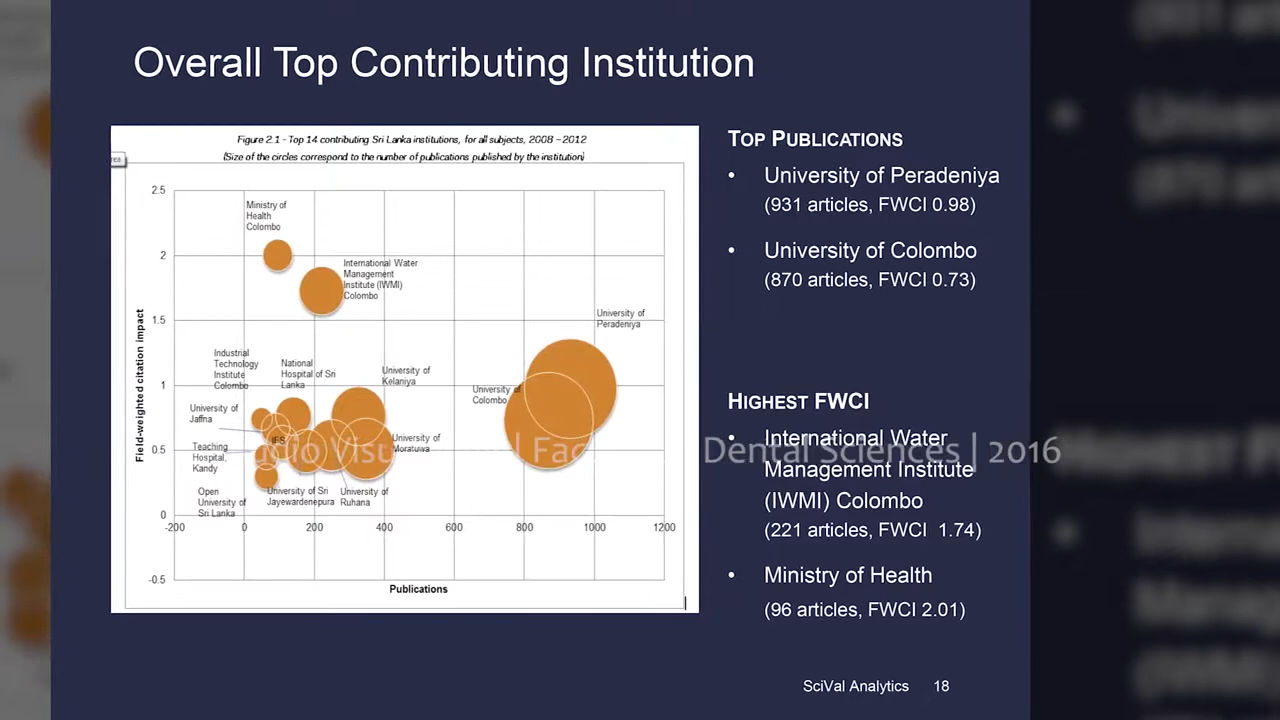 Overall Top Contributing Institution
Figure 2.1 - Top 14 contributing Sri Lanka institutions, for all subjects, 2008 – 2012
(Size of the circles correspond to the number of publications published by the institution)
2.5
2
1.5
1
0.5
0
-0.5
Field-weighted citation impact
-200
0
200
400
600
800
1000
1200
Publications
Ministry of
Health
Colombo
International Water
Management
Institute (IWMI)
Colombo
University of
Peradeniya
Industrial
Technology
Institute
Colombo
National
Hospital of Sri
Lanka
University of
Kelaniya
University of
Colombo
University of
Jaffna
IFS
University of
Moratuwa
Teaching
Hospital,
Kandy
Open
University of
Sri Lanka
University of Sri
Jayewardenepura
University of
Ruhana
TOP PUBLICATIONS
• University of Peradeniya
(931 articles, FWCI 0.98)
• University of Colombo
(870 articles, FWCI 0.73)
HIGHEST FWCI
• International Water
Management Institute
(IWMI) Colombo
(221 articles, FWCI 1.74)
• Ministry of Health
(96 articles, FWCI 2.01)
Dental Sciences | 2016
SciVal Analytics 18